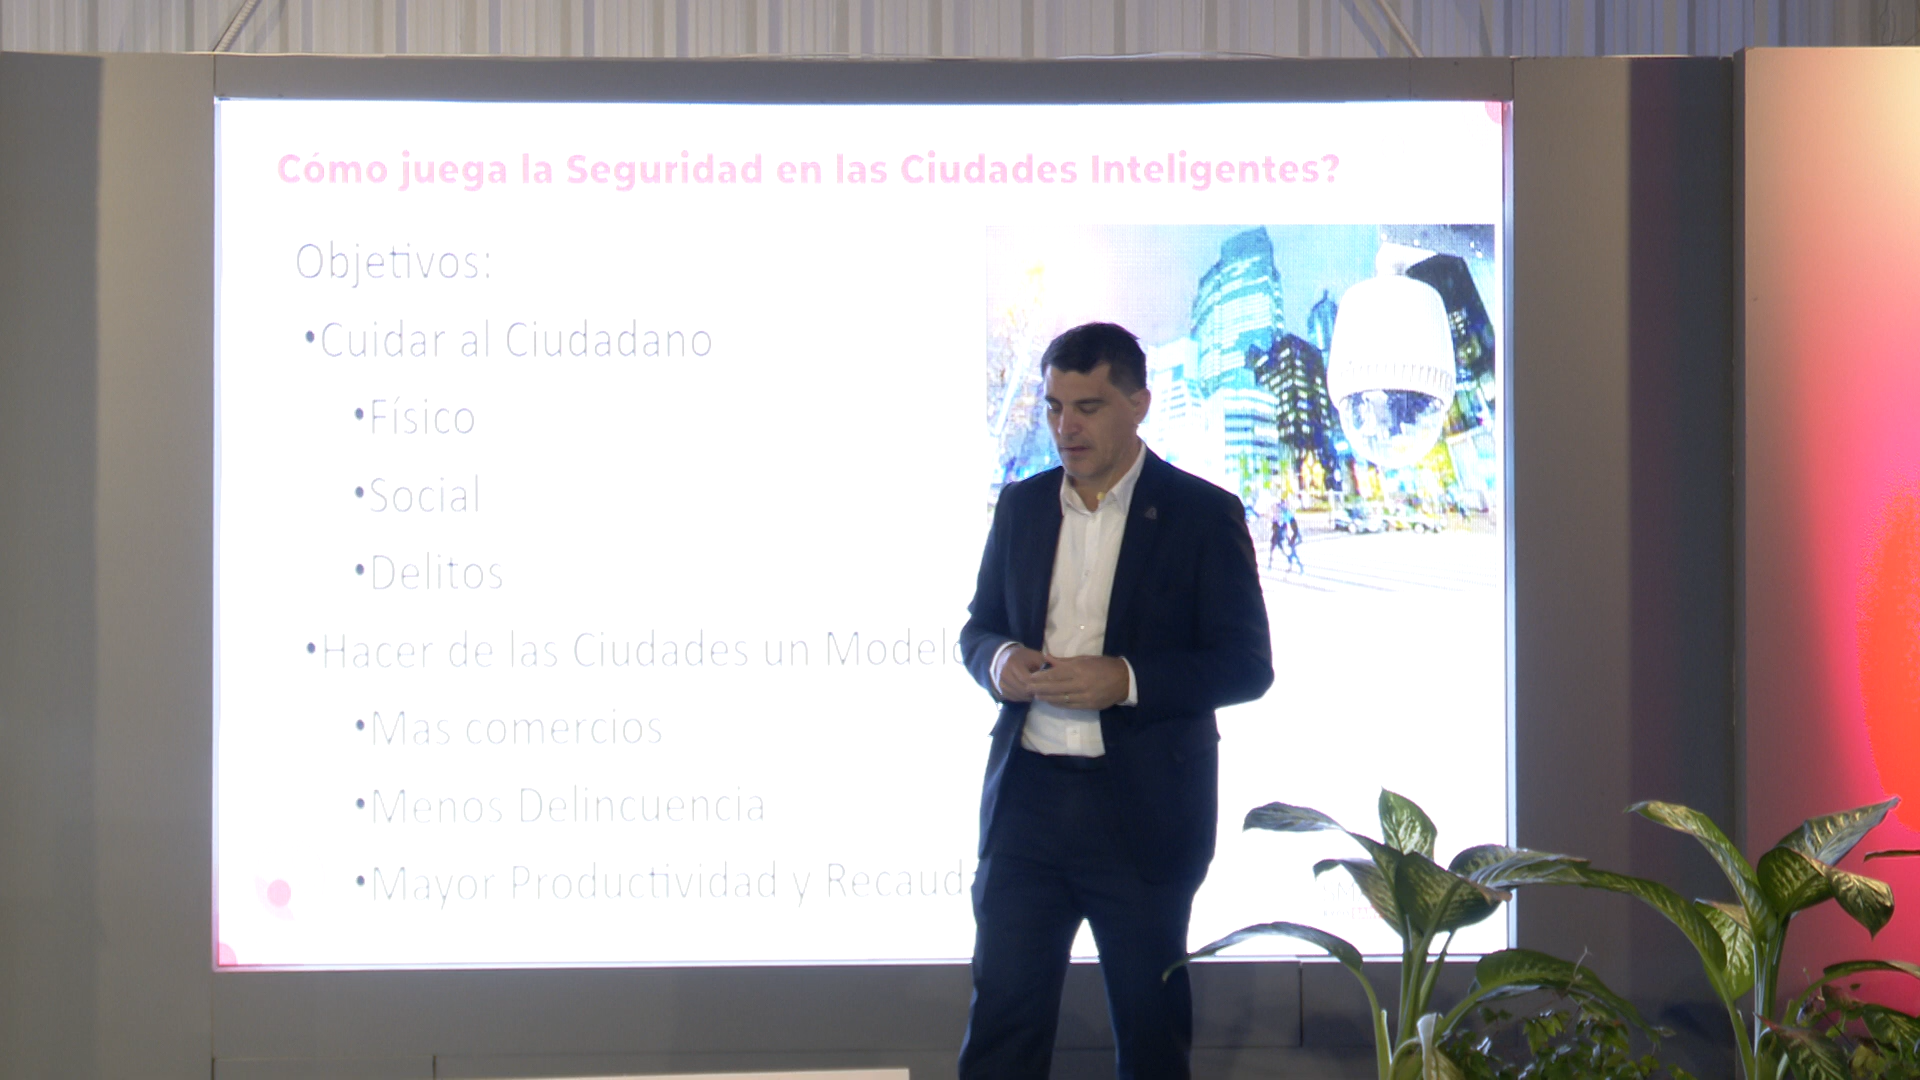 Cómo juega la Seguridad en las Ciudades Inteligentes?
Objetivos:
•Cuidar al Ciudadano
•Físico
•Social
•Delitos
•Hacer de las Ciudades un Modelo
•Mas comercios
•Menos Delincuencia
•Mayor Productividad y